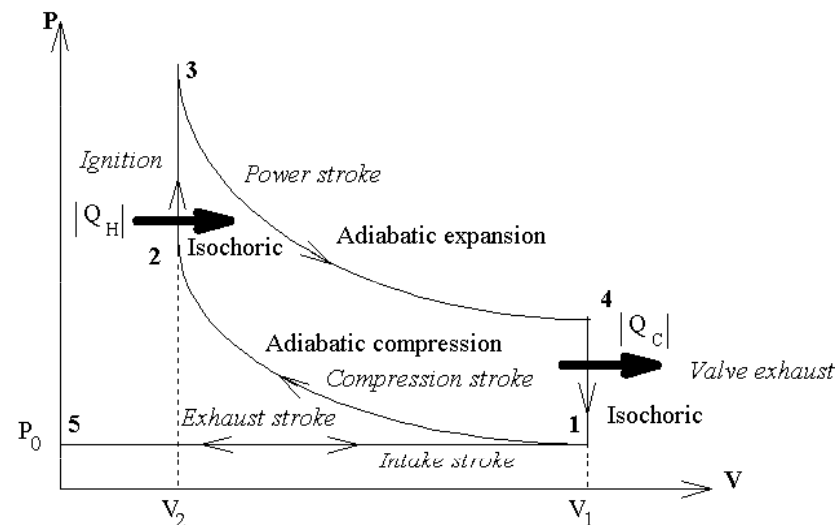 P
3
Ignition
Power stroke
|Q_H|
Adiabatic expansion
2
Isochoric
4
|Q_C|
Adiabatic compression
Compression stroke
Valve exhaust
Exhaust stroke
1
Isochoric
P_0
5
Intake stroke
V
V_2
V_1